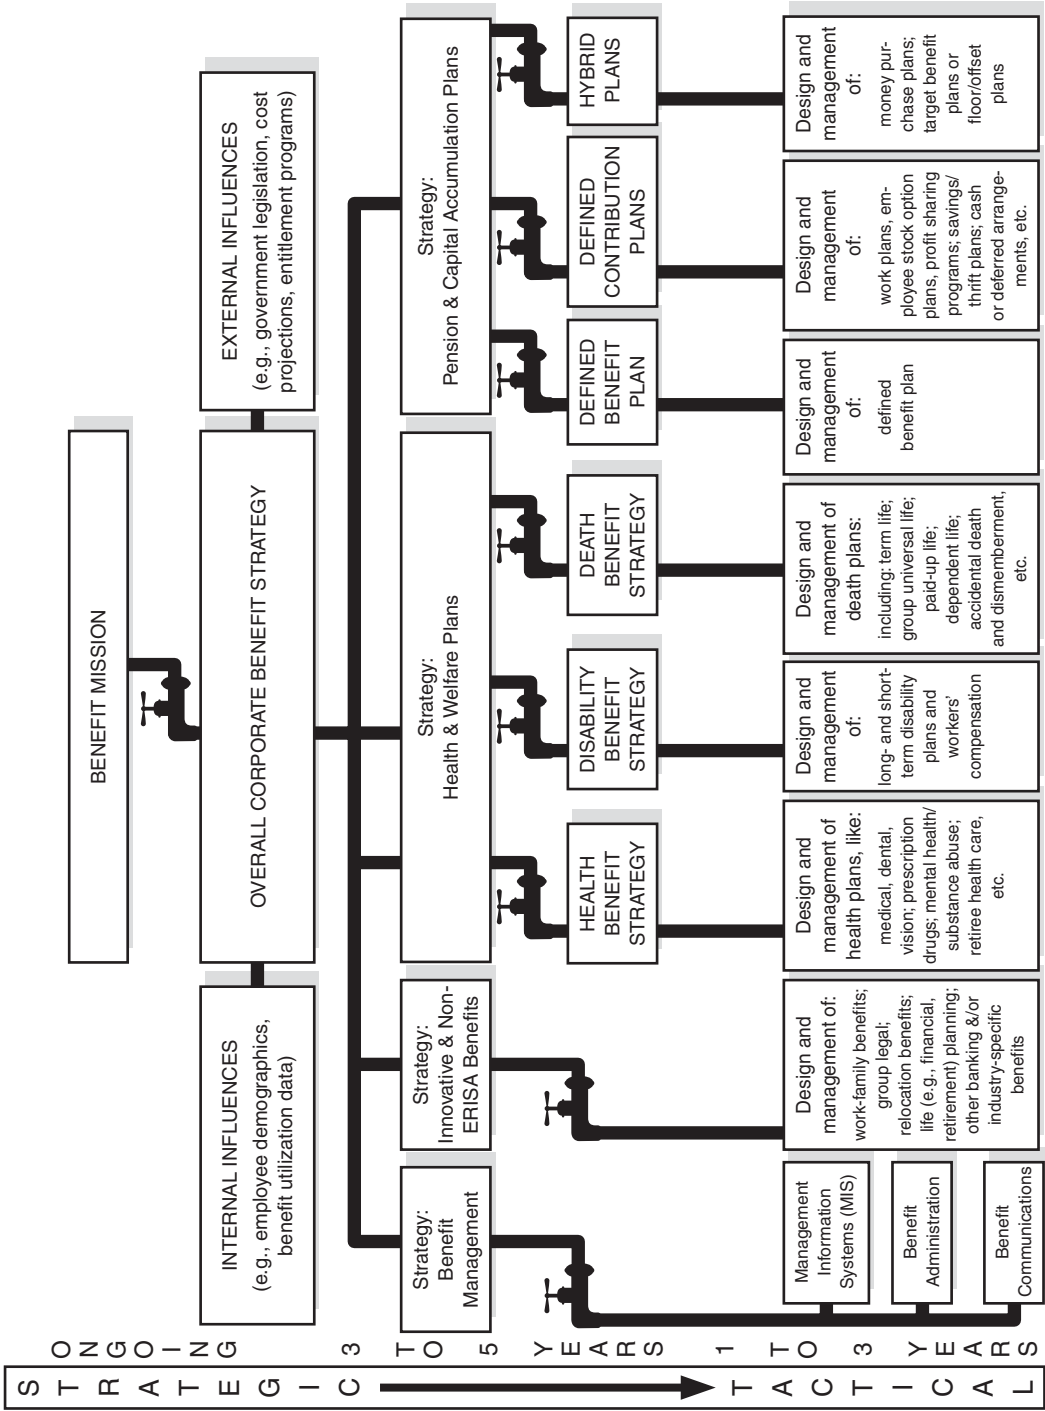 STRATEGIC
TACTICAL
ONGOING
3 TO 5 YEARS
1 TO 3 YEARS
BENEFIT MISSION
INTERNAL INFLUENCES
(e.g., employee demographics,
benefit utilization data)
OVERALL CORPORATE BENEFIT STRATEGY
EXTERNAL INFLUENCES
(e.g., government legislation, cost
projections, entitlement programs)
Strategy:
Benefit
Management
Strategy:
Innovative & Non-
ERISA Benefits
Strategy:
Health & Welfare Plans
Strategy:
Pension & Capital Accumulation Plans
HEALTH
BENEFIT
STRATEGY
DISABILITY
BENEFIT
STRATEGY
DEATH
BENEFIT
STRATEGY
DEFINED
BENEFIT
PLAN
DEFINED
CONTRIBUTION
PLANS
HYBRID
PLANS
Management
Information
Systems (MIS)
Benefit
Administration
Benefit
Communications
Design and
management of:
work-family benefits;
group legal;
relocation benefits;
life (e.g., financial,
retirement) planning;
other banking &/or
industry-specific
benefits
Design and
management of
health plans, like:
medical, dental,
vision; prescription
drugs; mental health/
substance abuse;
retiree health care,
etc.
Design and
management
of:
long- and short-
term disability
plans and
workers'
compensation
Design and
management of
death plans:
including: term life;
group universal life;
paid-up life;
dependent life;
accidental death
and dismemberment,
etc.
Design and
management
of:
defined
benefit plan
Design and
management
of:
work plans, em-
ployee stock option
plans, profit sharing
programs; savings/
thrift plans; cash
or deferred arrange-
ments, etc.
Design and
management
of:
money pur-
chase plans;
target benefit
plans or
floor/offset
plans